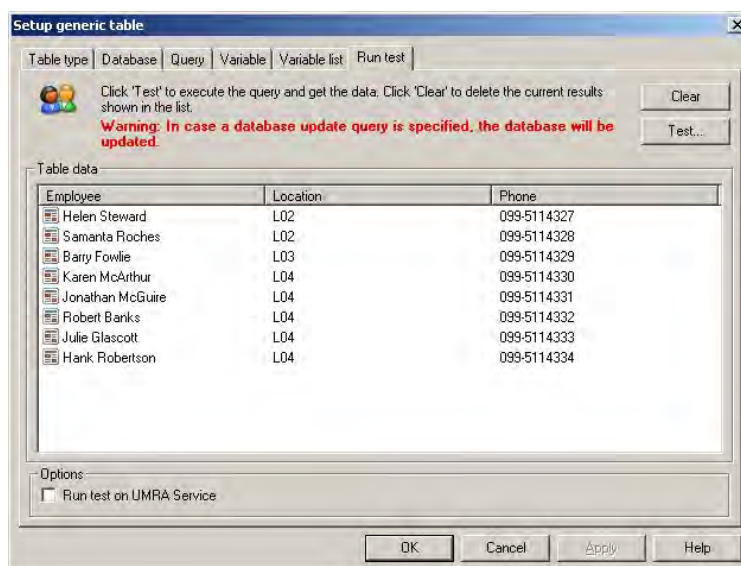 Setup generic table
Table type Database Query Variable Variable list Run test
Click 'Test' to execute the query and get the data. Click 'Clear' to delete the current results
shown in the list.
Warning: In case a database update query is specified, the database will be
updated.
Clear
Test...
Table data
Employee Location Phone
Helen Steward L02 099-5114327
Samanta Roches L02 099-5114328
Barry Fowlie L03 099-5114329
Karen McArthur L04 099-5114330
Jonathan McGuire L04 099-5114331
Robert Banks L04 099-5114332
Julie Glascott L04 099-5114333
Hank Robertson L04 099-5114334
Options
Run test on UMRA Service
OK Cancel Apply Help